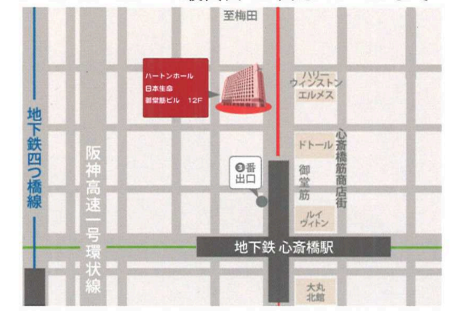 至梅田
ハートンホール
日本生命
御堂筋ビル 12F
ハリー
ウィンストン
エルメス
地下鉄四つ橋線
阪神高速一号環状線
ドトール
心斎橋筋商店街
❸番
出口
御堂筋
ルイ
ヴィトン
地下鉄 心斎橋駅
大丸
北館